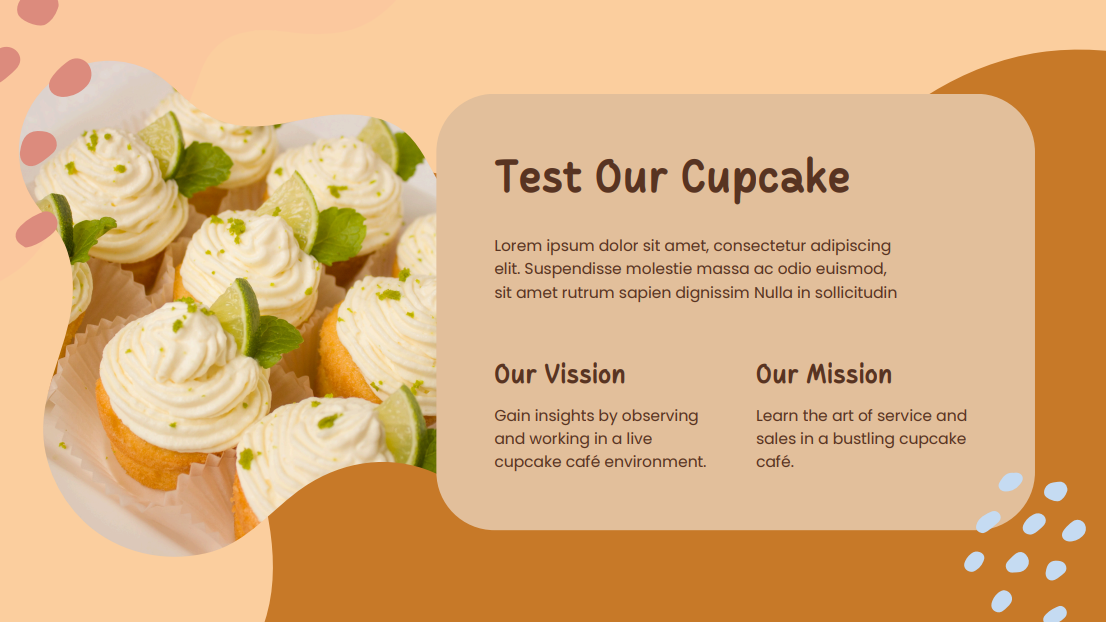 Test Our Cupcake
Lorem ipsum dolor sit amet, consectetur adipiscing
elit. Suspendisse molestie massa ac odio euismod,
sit amet rutrum sapien dignissim Nulla in sollicitudin
Our Vission
Gain insights by observing
and working in a live
cupcake café environment.
Our Mission
Learn the art of service and
sales in a bustling cupcake
café.